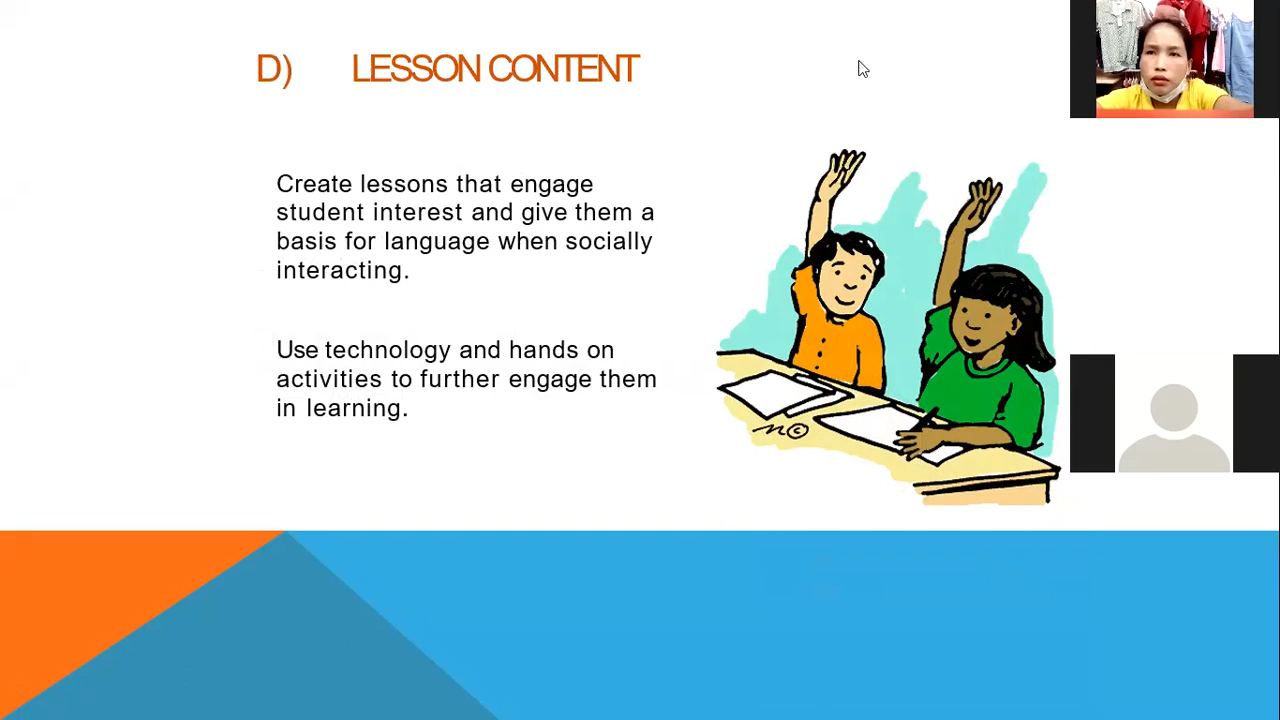 D) LESSON CONTENT
Create lessons that engage
student interest and give them a
basis for language when socially
interacting.
Use technology and hands on
activities to further engage them
in learning.